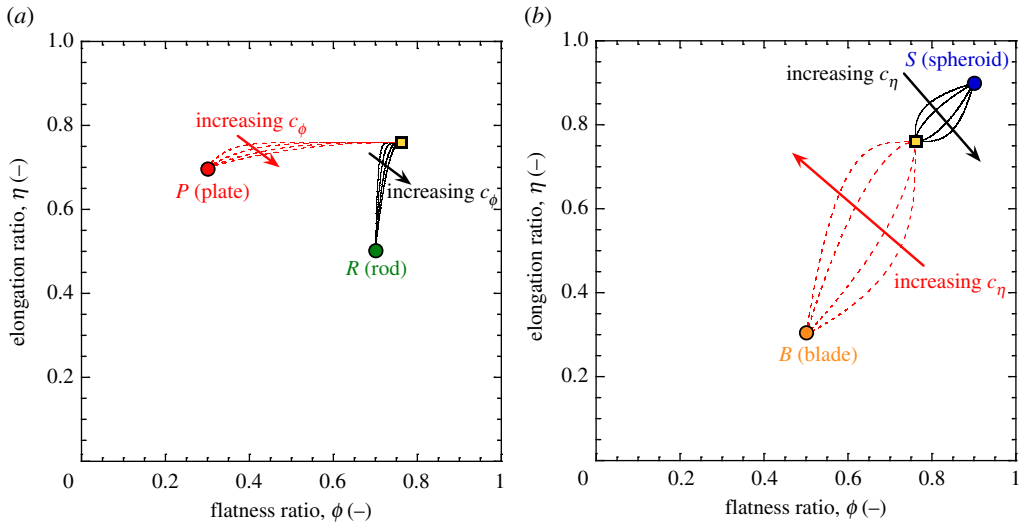 (a)
1.0
0.8
0.6
0.4
0.2
0
0
0.2
0.4
0.6
0.8
1
elongation ratio, η (–)
flatness ratio, ϕ (–)
increasing c_ϕ
P (plate)
increasing c_ϕ
R (rod)
(b)
1.0
0.8
0.6
0.4
0.2
0
0.2
0.4
0.6
0.8
1
elongation ratio, η (–)
flatness ratio, ϕ (–)
S (spheroid)
increasing c_η
increasing c_η
B (blade)